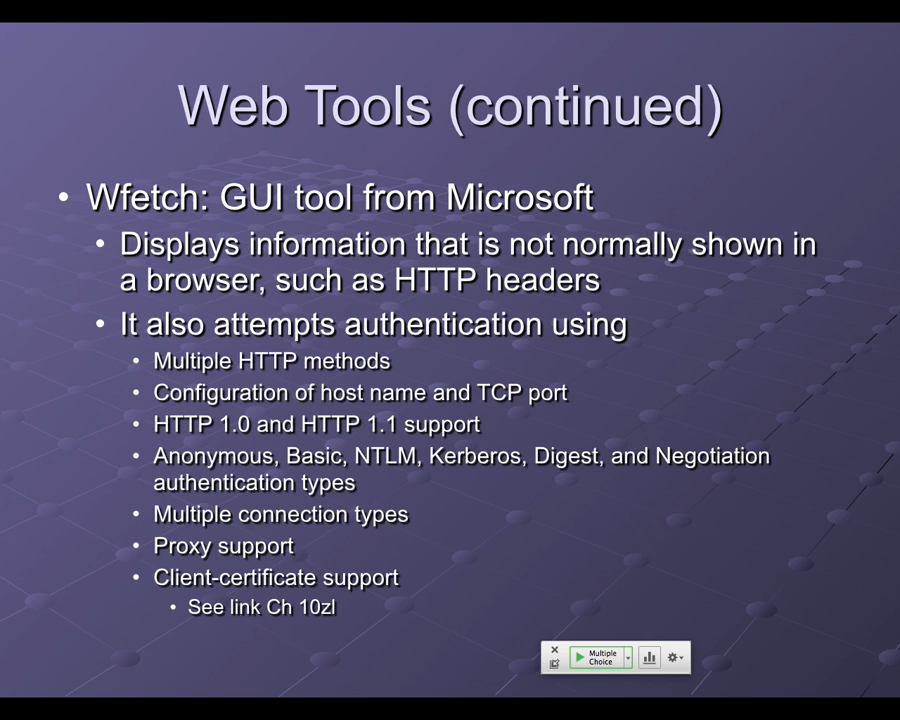 Web Tools (continued)
• Wfetch: GUI tool from Microsoft
• Displays information that is not normally shown in
a browser, such as HTTP headers
• It also attempts authentication using
• Multiple HTTP methods
• Configuration of host name and TCP port
• HTTP 1.0 and HTTP 1.1 support
• Anonymous, Basic, NTLM, Kerberos, Digest, and Negotiation
authentication types
• Multiple connection types
• Proxy support
• Client-certificate support
• See link Ch 10zl
Multiple
Choice